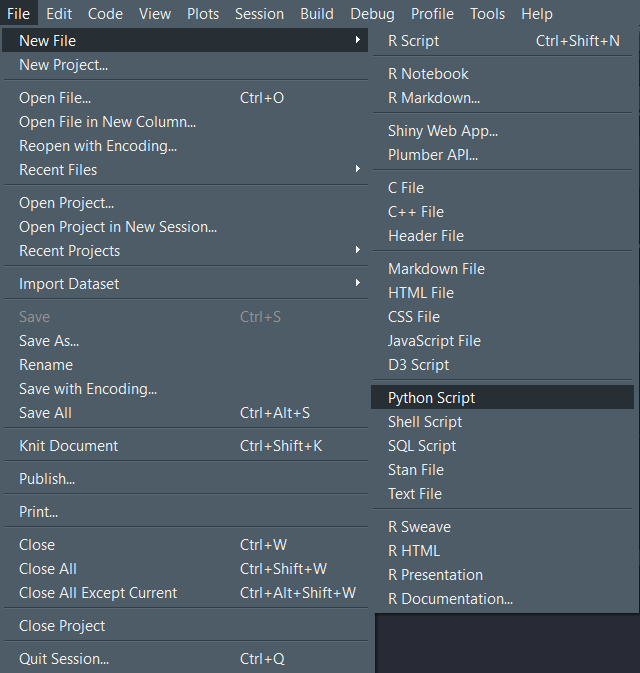 File Edit Code View Plots Session Build Debug Profile Tools Help
New File
New Project...
Open File... Ctrl+O
Open File in New Column...
Reopen with Encoding...
Recent Files
Open Project...
Open Project in New Session...
Recent Projects
Import Dataset
Save Ctrl+S
Save As...
Rename
Save with Encoding...
Save All Ctrl+Alt+S
Knit Document Ctrl+Shift+K
Publish...
Print...
Close Ctrl+W
Close All Ctrl+Shift+W
Close All Except Current Ctrl+Alt+Shift+W
Close Project
Quit Session... Ctrl+Q
R Script Ctrl+Shift+N
R Notebook
R Markdown...
Shiny Web App...
Plumber API...
C File
C++ File
Header File
Markdown File
HTML File
CSS File
JavaScript File
D3 Script
Python Script
Shell Script
SQL Script
Stan File
Text File
R Sweave
R HTML
R Presentation
R Documentation...